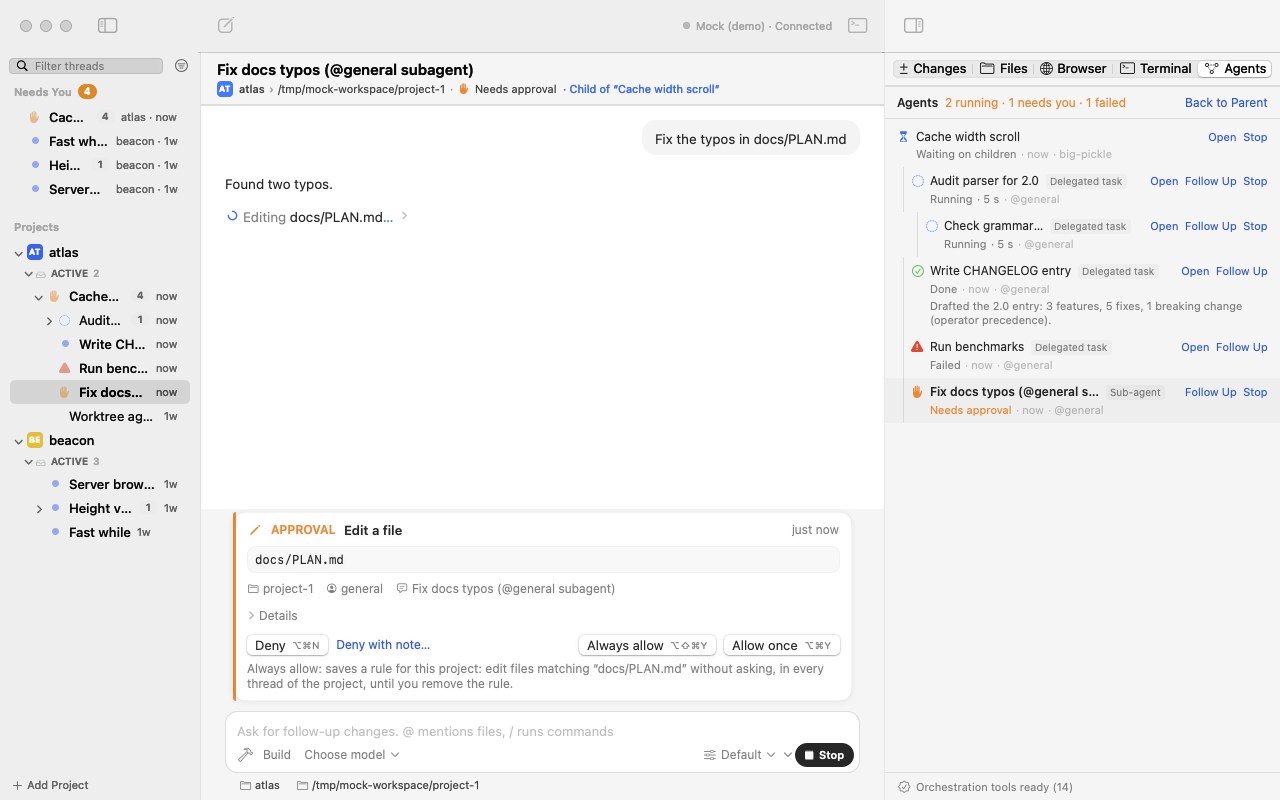 Mock (demo) · Connected
Filter threads
Needs You 4
Cac... 4 atlas · now
Fast wh... beacon · 1w
Hei... 1 beacon · 1w
Server... beacon · 1w
Projects
AT atlas
ACTIVE 2
Cache... 4 now
Audit... 1 now
Write CH... now
Run benc... now
Fix docs... now
Worktree ag... 1w
BE beacon
ACTIVE 3
Server brow... 1w
Height v... 1 1w
Fast while 1w
Add Project
Fix docs typos (@general subagent)
AT atlas › /tmp/mock-workspace/project-1 · Needs approval · Child of “Cache width scroll”
Fix the typos in docs/PLAN.md
Found two typos.
Editing docs/PLAN.md...
APPROVAL Edit a file just now
docs/PLAN.md
project-1 general Fix docs typos (@general subagent)
Details
Deny ⌥⌘N Deny with note... Always allow ⌥⇧⌘Y Allow once ⌥⌘Y
Always allow: saves a rule for this project: edit files matching “docs/PLAN.md” without asking, in every
thread of the project, until you remove the rule.
Ask for follow-up changes. @ mentions files, / runs commands
Build Choose model Default Stop
atlas /tmp/mock-workspace/project-1
Changes Files Browser Terminal Agents
Agents 2 running · 1 needs you · 1 failed Back to Parent
Cache width scroll Open Stop
Waiting on children · now · big-pickle
Audit parser for 2.0 Delegated task Open Follow Up Stop
Running · 5 s · @general
Check grammar... Delegated task Open Follow Up Stop
Running · 5 s · @general
Write CHANGELOG entry Delegated task Open Follow Up
Done · now · @general
Drafted the 2.0 entry: 3 features, 5 fixes, 1 breaking change
(operator precedence).
Run benchmarks Delegated task Open Follow Up
Failed · now · @general
Fix docs typos (@general s... Sub-agent Follow Up Stop
Needs approval · now · @general
Orchestration tools ready (14)